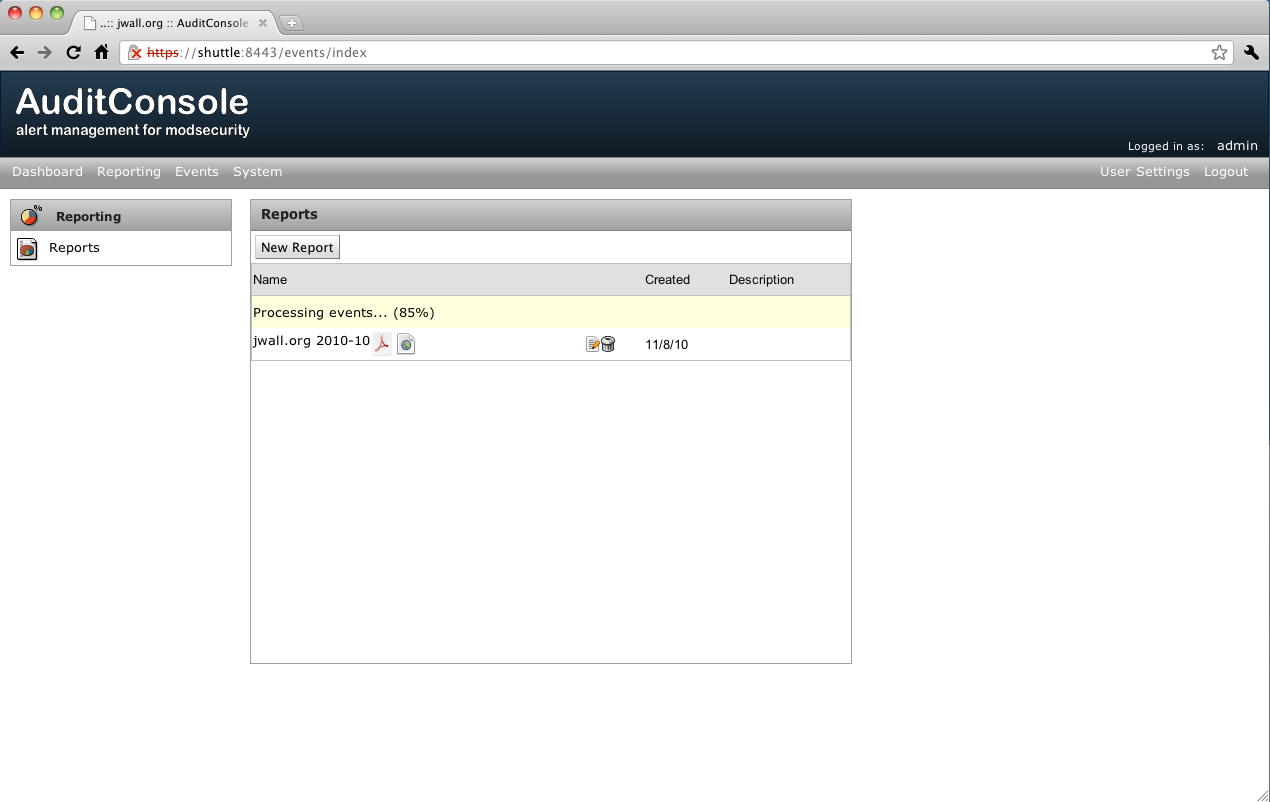 ..:: jwall.org :: AuditConsole
https://shuttle:8443/events/index
AuditConsole
alert management for modsecurity
Logged in as: admin
Dashboard Reporting Events System User Settings Logout
% Reporting
Reports
Reports
New Report
Name Created Description
Processing events... (85%)
jwall.org 2010-10 11/8/10